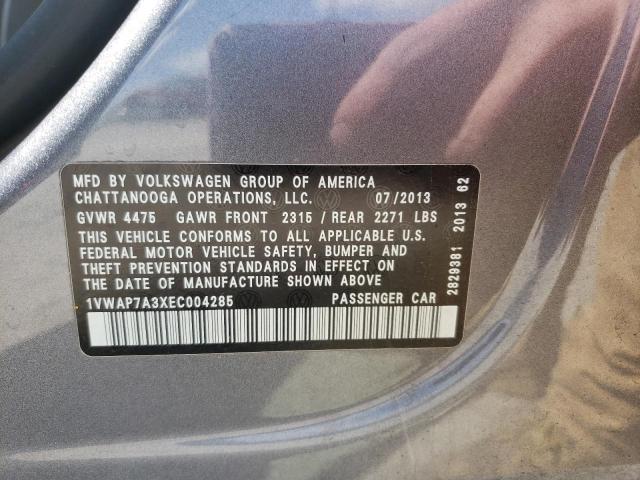 MFD BY VOLKSWAGEN GROUP OF AMERICA
CHATTANOOGA OPERATIONS, LLC. 07/2013
GVWR 4475 GAWR FRONT 2315 / REAR 2271 LBS
THIS VEHICLE CONFORMS TO ALL APPLICABLE U.S.
FEDERAL MOTOR VEHICLE SAFETY, BUMPER AND
THEFT PREVENTION STANDARDS IN EFFECT ON
THE DATE OF MANUFACTURE SHOWN ABOVE
1VWAP7A3XEC004285 PASSENGER CAR
2829381 2013 62